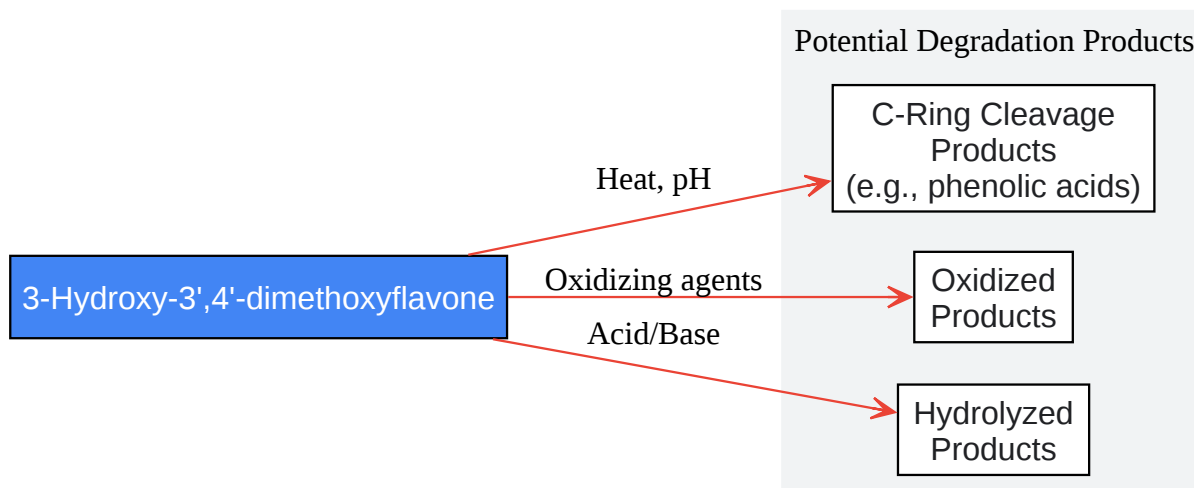 Potential Degradation Products
C-Ring Cleavage
Products
(e.g., phenolic acids)
Heat, pH
3-Hydroxy-3',4'-dimethoxyflavone
Oxidizing agents
Oxidized
Products
Acid/Base
Hydrolyzed
Products